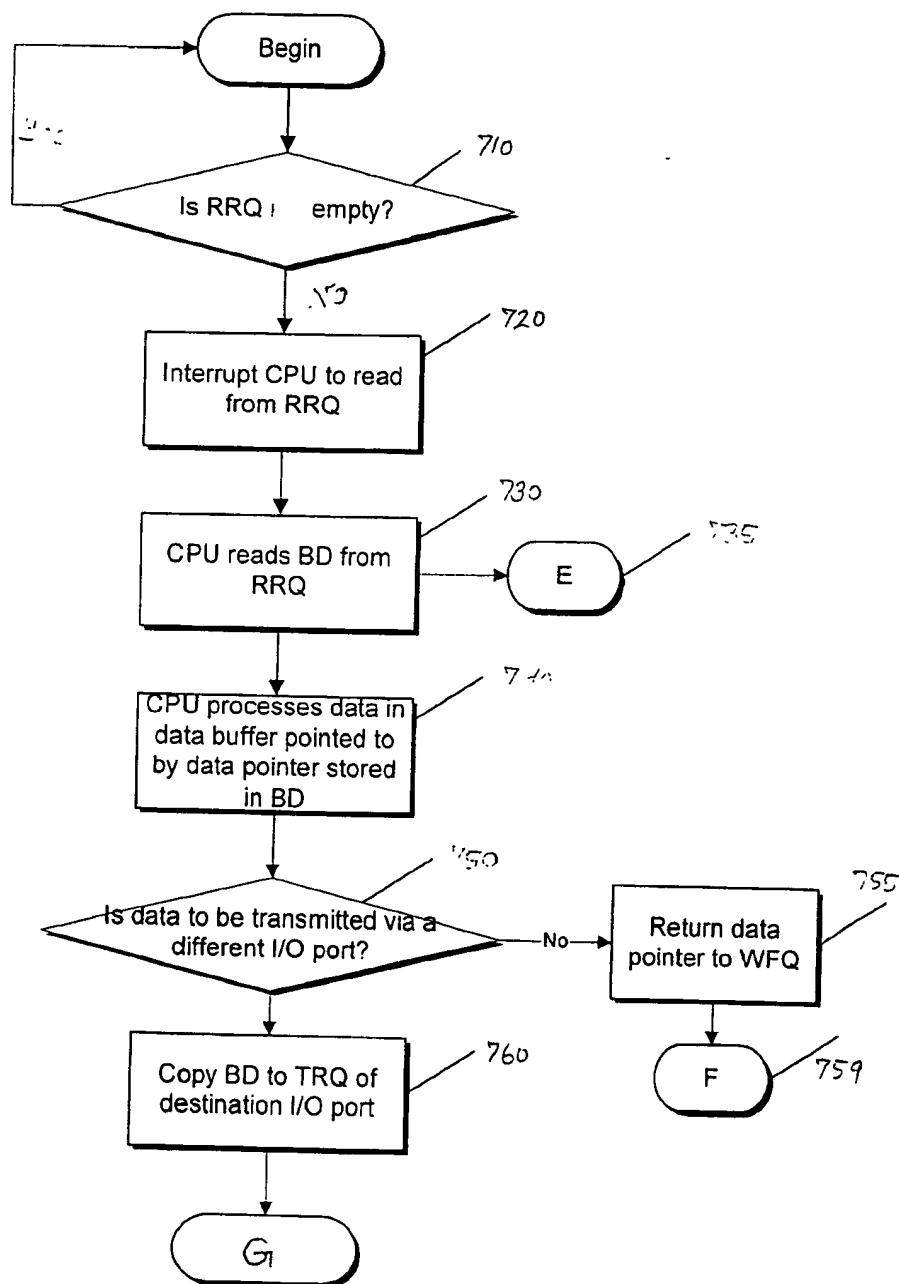 Begin
710
Is RRQ empty?
720
Interrupt CPU to read
from RRQ
730
CPU reads BD from
RRQ
E
735
CPU processes data in
data buffer pointed to
by data pointer stored
in BD
Is data to be transmitted via a
different I/O port?
No
755
Return data
pointer to WFQ
760
Copy BD to TRQ of
destination I/O port
F
759
G